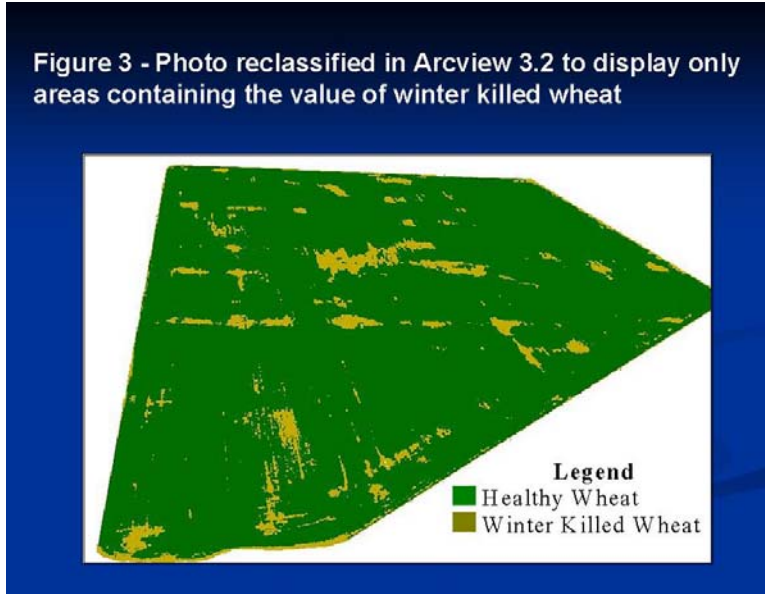 Figure 3 - Photo reclassified in Arcview 3.2 to display only
areas containing the value of winter killed wheat
Legend
Healthy Wheat
Winter Killed Wheat